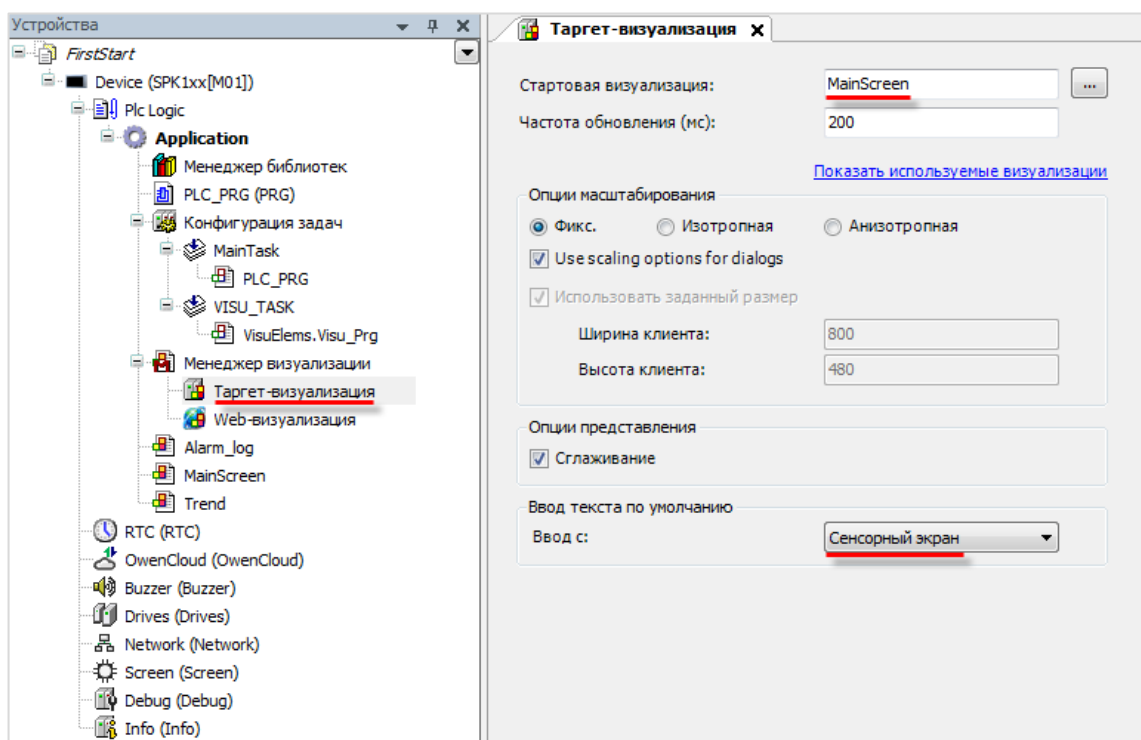 Устройства
FirstStart
Device (SPK1xx[M01])
Plc Logic
Application
Менеджер библиотек
PLC_PRG (PRG)
Конфигурация задач
MainTask
PLC_PRG
VISU_TASK
VisuElems.Visu_Prg
Менеджер визуализации
Таргет-визуализация
Web-визуализация
Alarm_log
MainScreen
Trend
RTC (RTC)
OwenCloud (OwenCloud)
Buzzer (Buzzer)
Drives (Drives)
Network (Network)
Screen (Screen)
Debug (Debug)
Info (Info)
Таргет-визуализация
Стартовая визуализация: MainScreen ...
Частота обновления (мс): 200
Показать используемые визуализации
Опции масштабирования
Фикс. Изотропная Анизотропная
Use scaling options for dialogs
Использовать заданный размер
Ширина клиента: 800
Высота клиента: 480
Опции представления
Сглаживание
Ввод текста по умолчанию
Ввод с: Сенсорный экран